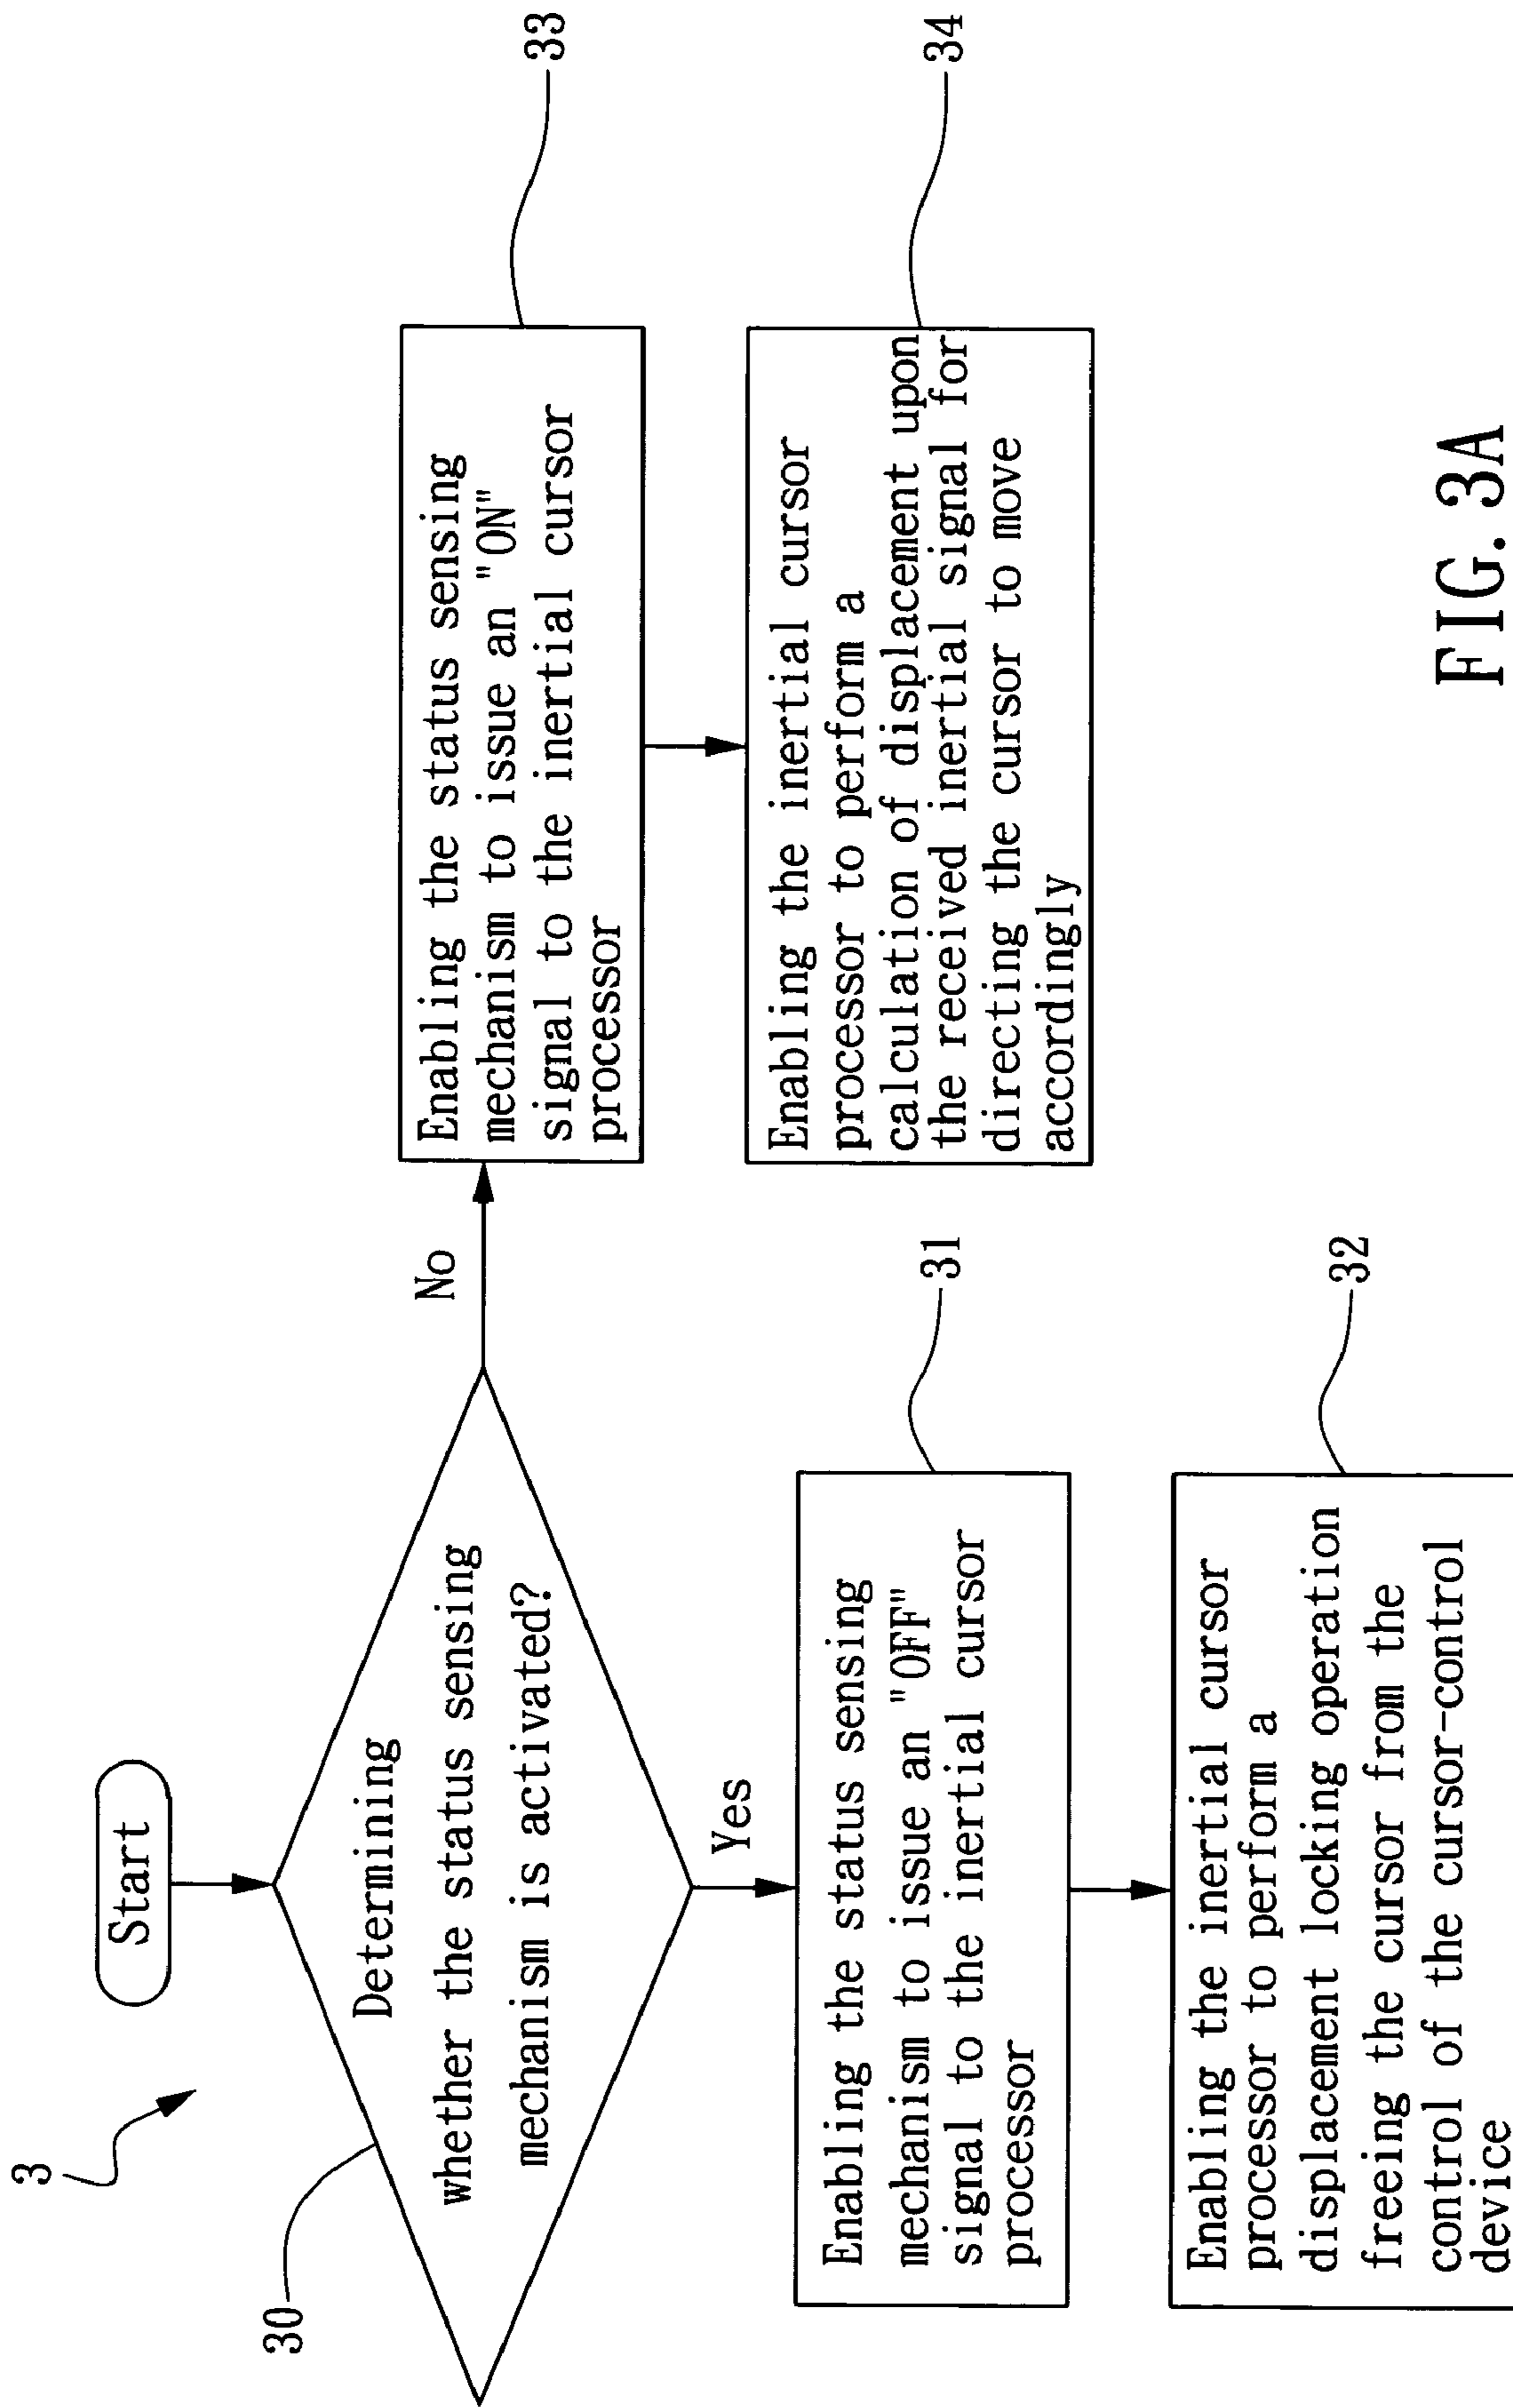 3
Start
30
Determining
whether the status sensing
mechanism is activated?
No
Yes
Enabling the status sensing
mechanism to issue an "ON"
signal to the inertial cursor
processor
33
Enabling the inertial cursor
processor to perform a
calculation of displacement upon
the received inertial signal for
directing the cursor to move
accordingly
34
Enabling the status sensing
mechanism to issue an "OFF"
signal to the inertial cursor
processor
31
Enabling the inertial cursor
processor to perform a
displacement locking operation
freeing the cursor from the
control of the cursor-control
device
32
FIG. 3A